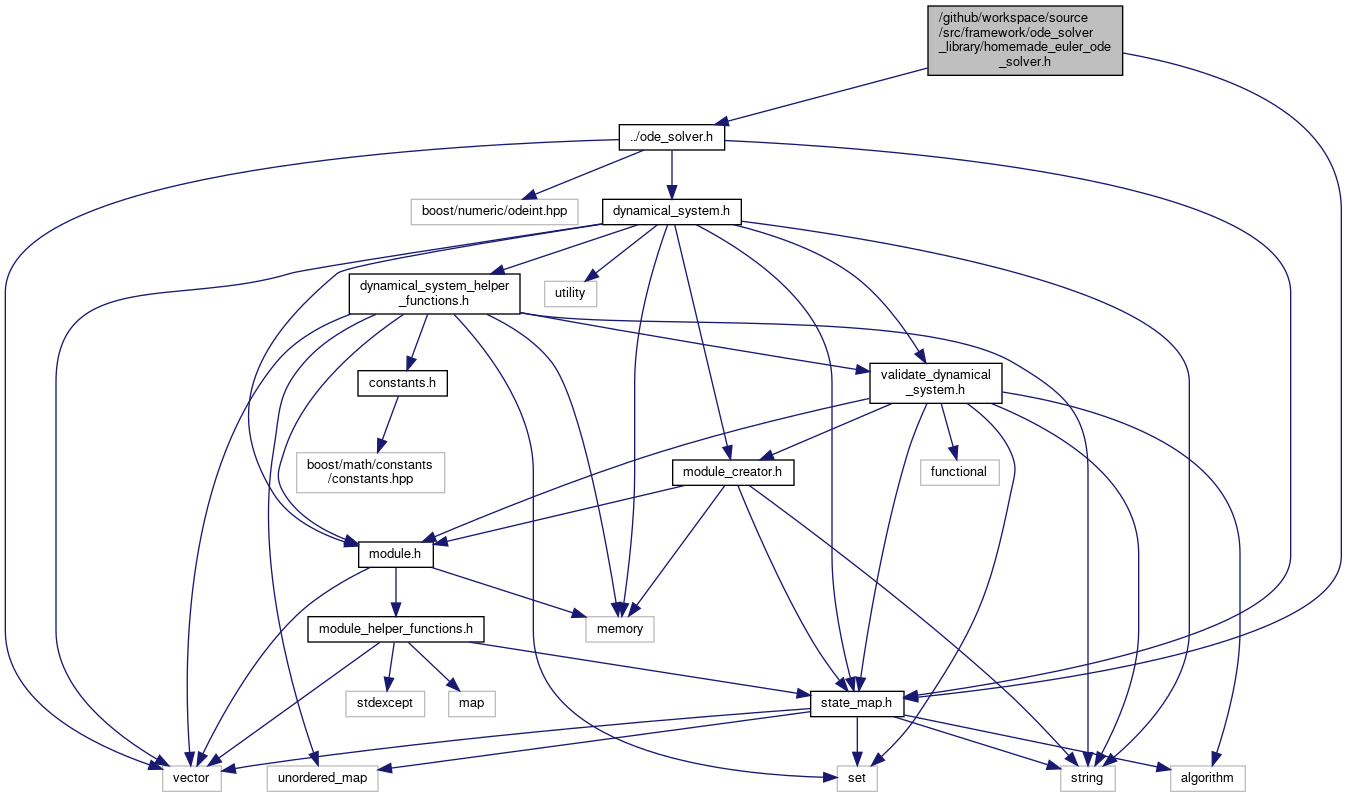 /github/workspace/source
/src/framework/ode_solver
_library/homemade_euler_ode
_solver.h
../ode_solver.h
boost/numeric/odeint.hpp
dynamical_system.h
dynamical_system_helper
_functions.h
utility
constants.h
validate_dynamical
_system.h
boost/math/constants
/constants.hpp
module_creator.h
functional
module.h
module_helper_functions.h
memory
stdexcept
map
state_map.h
vector
unordered_map
set
string
algorithm